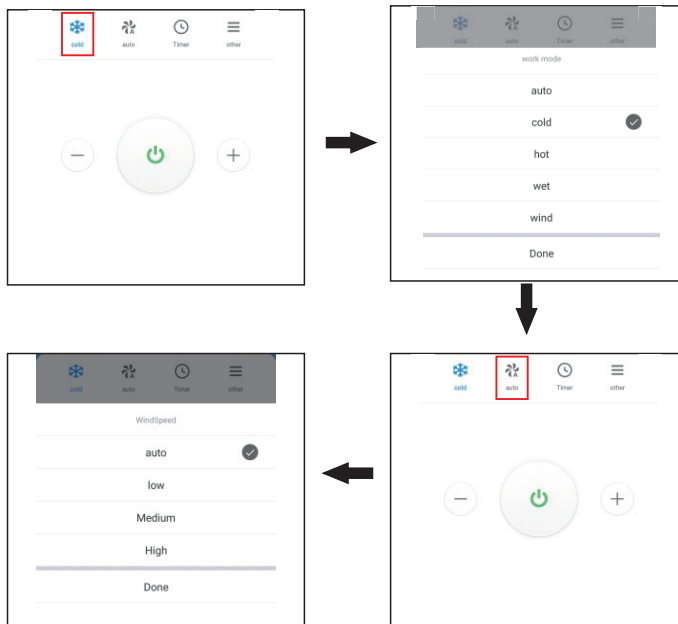 cold auto Timer other
cold auto Timer other
work mode
auto
cold
hot
wet
wind
Done
cold auto Timer other
cold auto Timer other
WindSpeed
auto
low
Medium
High
Done